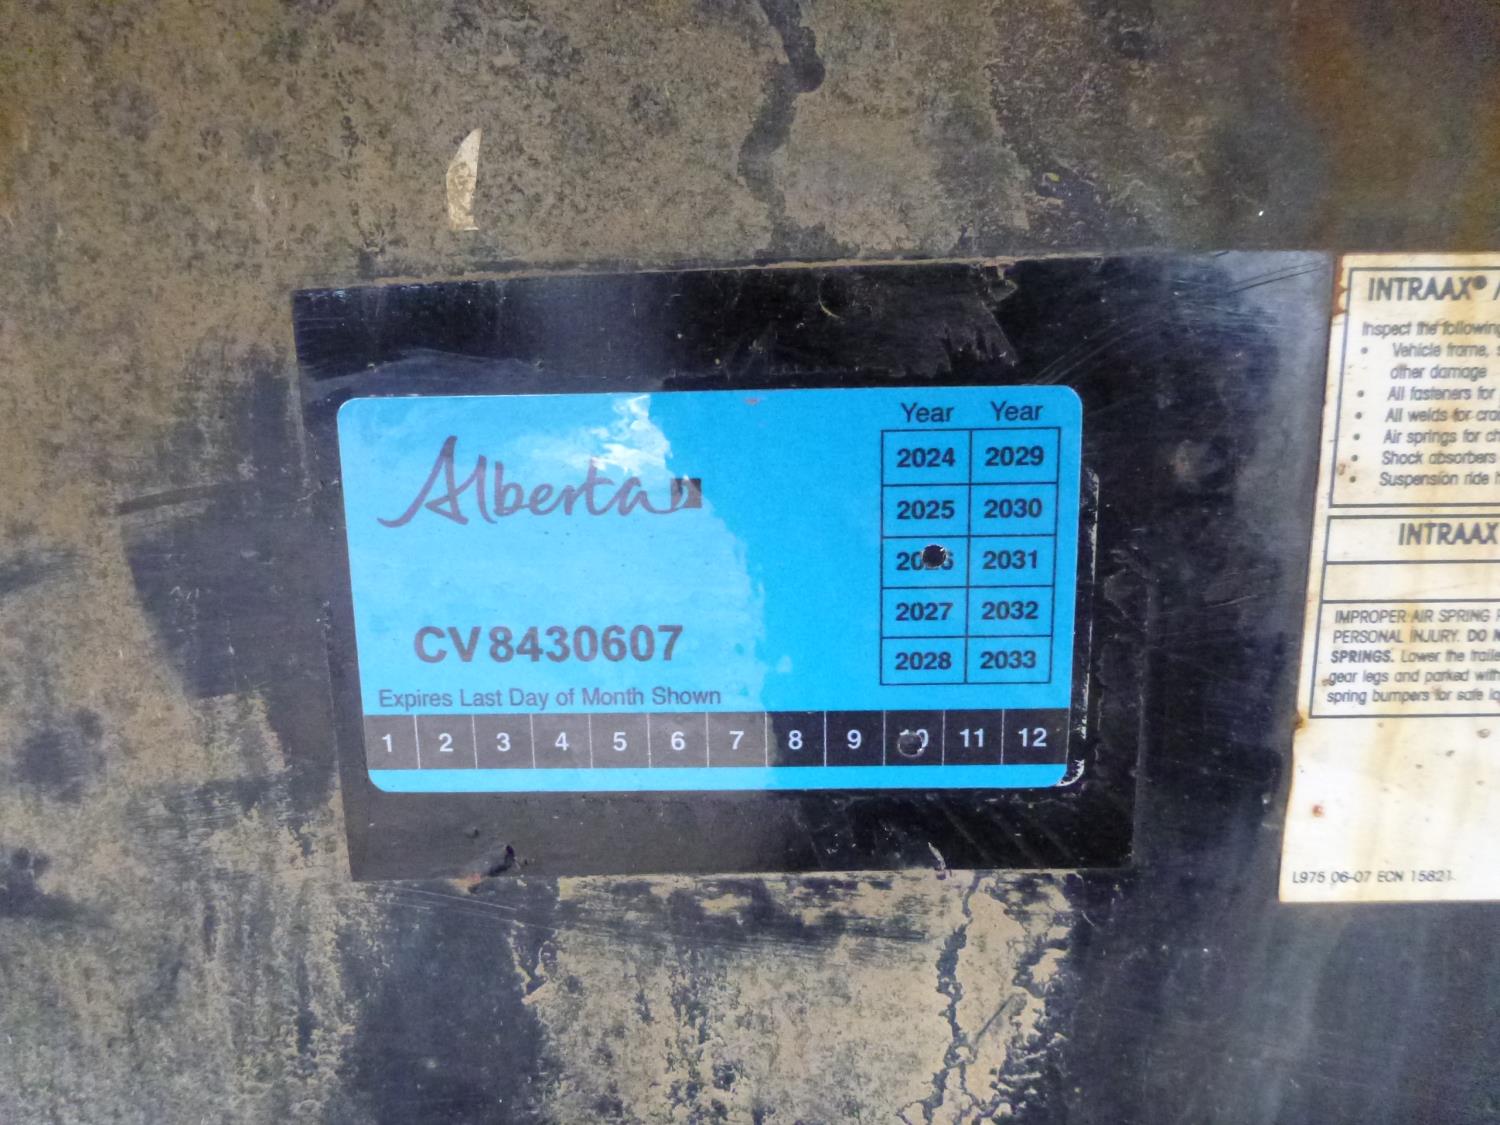 Alberta
CV8430607
Expires Last Day of Month Shown
1 2 3 4 5 6 7 8 9 10 11 12
Year Year
2024 2029
2025 2030
2026 2031
2027 2032
2028 2033
INTRAAX®
Inspect the following
• Vehicle frame,
other damage
• All fasteners for
• All welds for
• Air springs for
• Shock absorbers
• Suspension ride
INTRAAX
IMPROPER AIR SPRING
PERSONAL INJURY. DO
SPRINGS. Lower the
gear legs and parked with
spring bumpers for safe
L975 06-07 ECN 15821